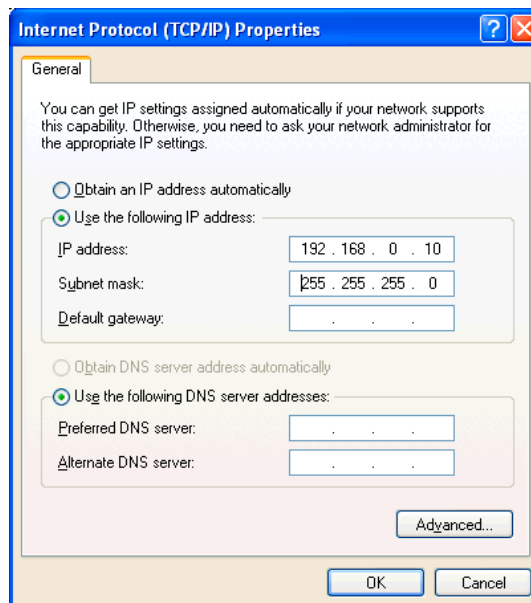 Internet Protocol (TCP/IP) Properties
General
You can get IP settings assigned automatically if your network supports
this capability. Otherwise, you need to ask your network administrator for
the appropriate IP settings.
Obtain an IP address automatically
Use the following IP address:
IP address: 192 . 168 . 0 . 10
Subnet mask: 255 . 255 . 255 . 0
Default gateway: . . .
Obtain DNS server address automatically
Use the following DNS server addresses:
Preferred DNS server: . . .
Alternate DNS server: . . .
Advanced...
OK Cancel